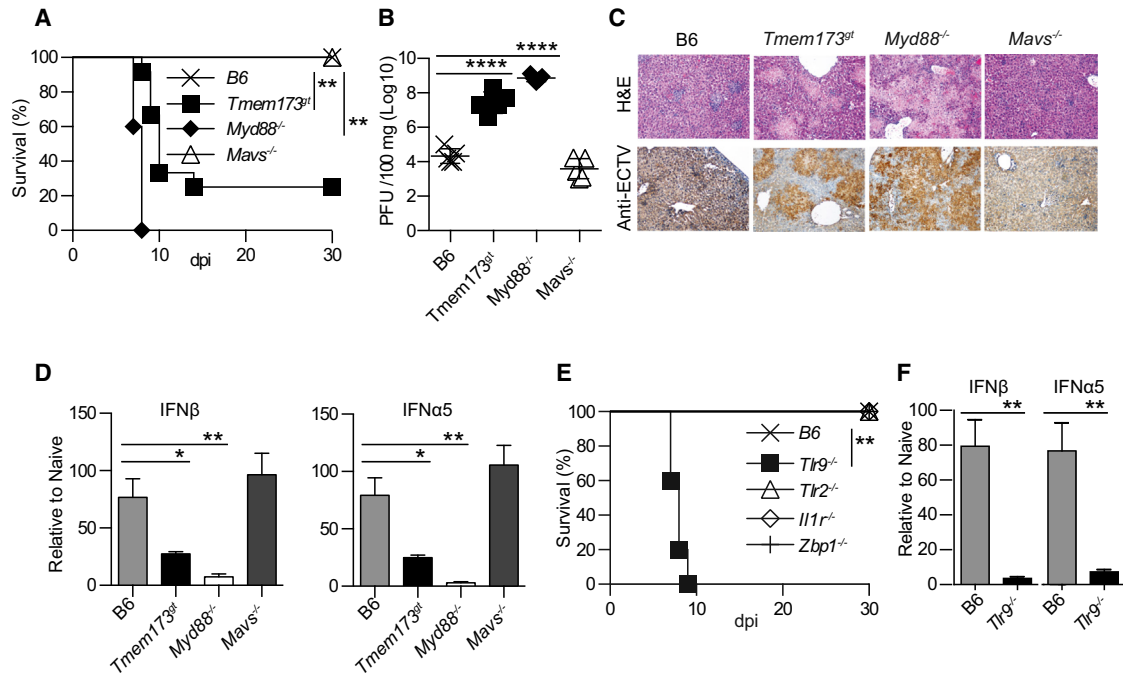 A
100
80
60
40
20
0
Survival (%)
0
10
20
30
dpi
B6
Tmem173gt
Myd88-/-
Mavs-/-
**
**
B
10
8
6
4
2
0
PFU /100 mg (Log10)
****
****
B6
Tmem173gt
Myd88-/-
Mavs-/-
C
B6
Tmem173gt
Myd88-/-
Mavs-/-
H&E
Anti-ECTV
D
IFNβ
150
100
50
0
Relative to Naive
**
*
B6
Tmem173gt
Myd88-/-
Mavs-/-
IFNα5
150
100
50
0
**
*
B6
Tmem173gt
Myd88-/-
Mavs-/-
E
100
80
60
40
20
0
Survival (%)
0
10
20
30
dpi
B6
Tlr9-/-
Tlr2-/-
Il1r-/-
Zbp1-/-
**
F
IFNβ
IFNα5
**
**
80
60
40
20
0
Relative to Naive
B6
Tlr9-/-
B6
Tlr9-/-